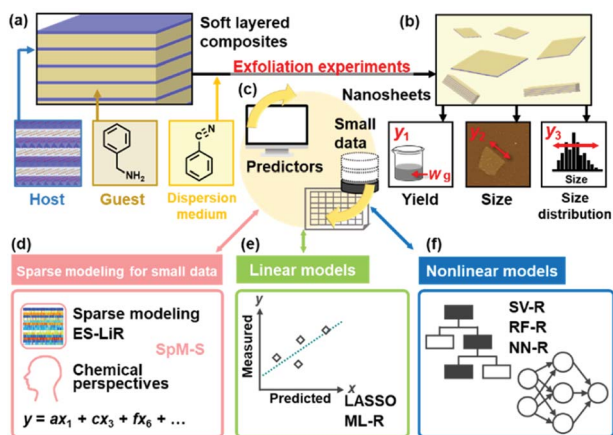 (a)
Soft layered
composites
Exfoliation experiments
(b)
Nanosheets
(c)
Predictors
Small
data
Host
NH₂
Guest
C≡N
Dispersion
medium
y₁
W g
Yield
y₂
Size
y₃
Size
Size
distribution
(d)
Sparse modeling for small data
Sparse modeling
ES-LiR
SpM-S
Chemical
perspectives
y = ax₁ + cx₃ + fx₆ + …
(e)
Linear models
y
Measured
Predicted
x
LASSO
ML-R
(f)
Nonlinear models
SV-R
RF-R
NN-R